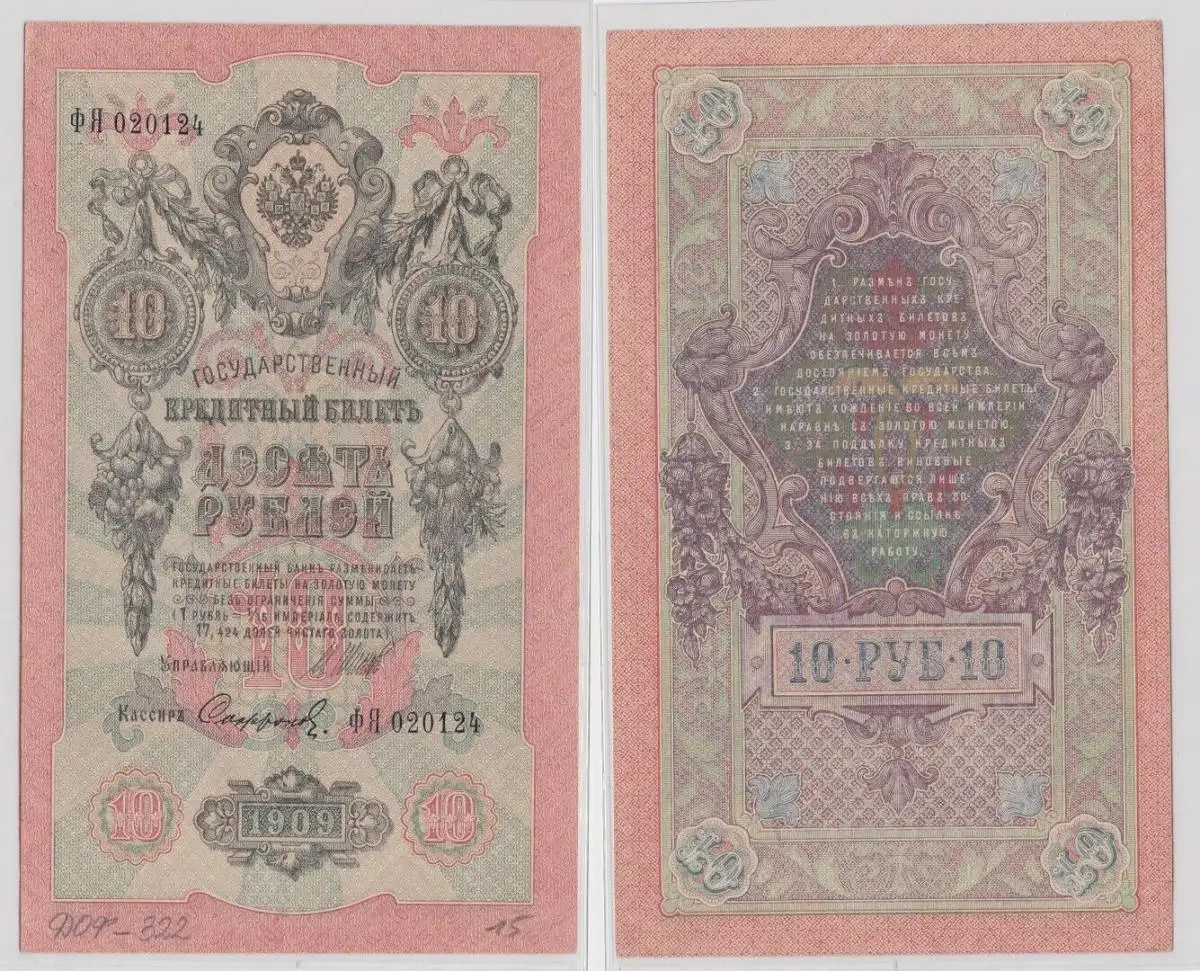 ФЯ 020124
10 10
ГОСУДАРСТВЕННЫЙ
КРЕДИТНЫЙ БИЛЕТЪ
ДЕСЯТЬ
РУБЛЕЙ
ГОСУДАРСТВЕННЫЙ БАНКЪ РАЗМѢНИВАЕТЪ
КРЕДИТНЫЕ БИЛЕТЫ НА ЗОЛОТУЮ МОНЕТУ
БЕЗЪ ОГРАНИЧЕНІЯ СУММЫ
(1 РУБЛЬ = 1/15 ИМПЕРІАЛА, СОДЕРЖИТЪ
17,424 ДОЛЕЙ ЧИСТАГО ЗОЛОТА)
10
УПРАВЛЯЮЩІЙ
КАССИРЪ
ФЯ 020124
10 1909 10
322 15
10 10
1. РАЗМѢНЪ ГОСУ
ДАРСТВЕННЫХЪ КРЕ
ДИТНЫХЪ БИЛЕТОВЪ
НА ЗОЛОТУЮ МОНЕТУ
ОБЕЗПЕЧИВАЕТСЯ ВСѢМЪ
ДОСТОЯНІЕМЪ ГОСУДАРСТВА.
2. ГОСУДАРСТВЕННЫЕ КРЕДИТНЫЕ БИЛЕТЫ
ИМѢЮТЪ ХОЖДЕНІЕ ВО ВСЕЙ ИМПЕРІИ
НАРАВНѢ СЪ ЗОЛОТОЮ МОНЕТОЮ.
3. ЗА ПОДДѢЛКУ КРЕДИТНЫХЪ
БИЛЕТОВЪ ВИНОВНЫЕ
ПОДВЕРГАЮТСЯ ЛИШЕ-
НІЮ ВСѢХЪ ПРАВЪ СО
СТОЯНІЯ И ССЫЛКѢ
ВЪ КАТОРЖНУЮ
РАБОТУ.
10·РУБ·10
10 10